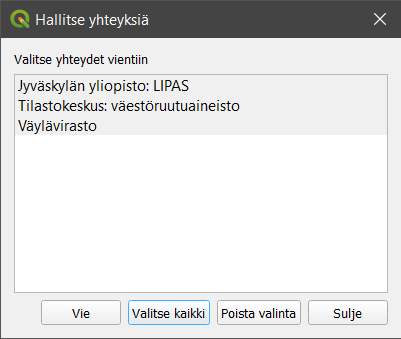 Hallitse yhteyksiä
Valitse yhteydet vientiin
Jyväskylän yliopisto: LIPAS
Tilastokeskus: väestöruutuaineisto
Väylävirasto
Vie
Valitse kaikki
Poista valinta
Sulje